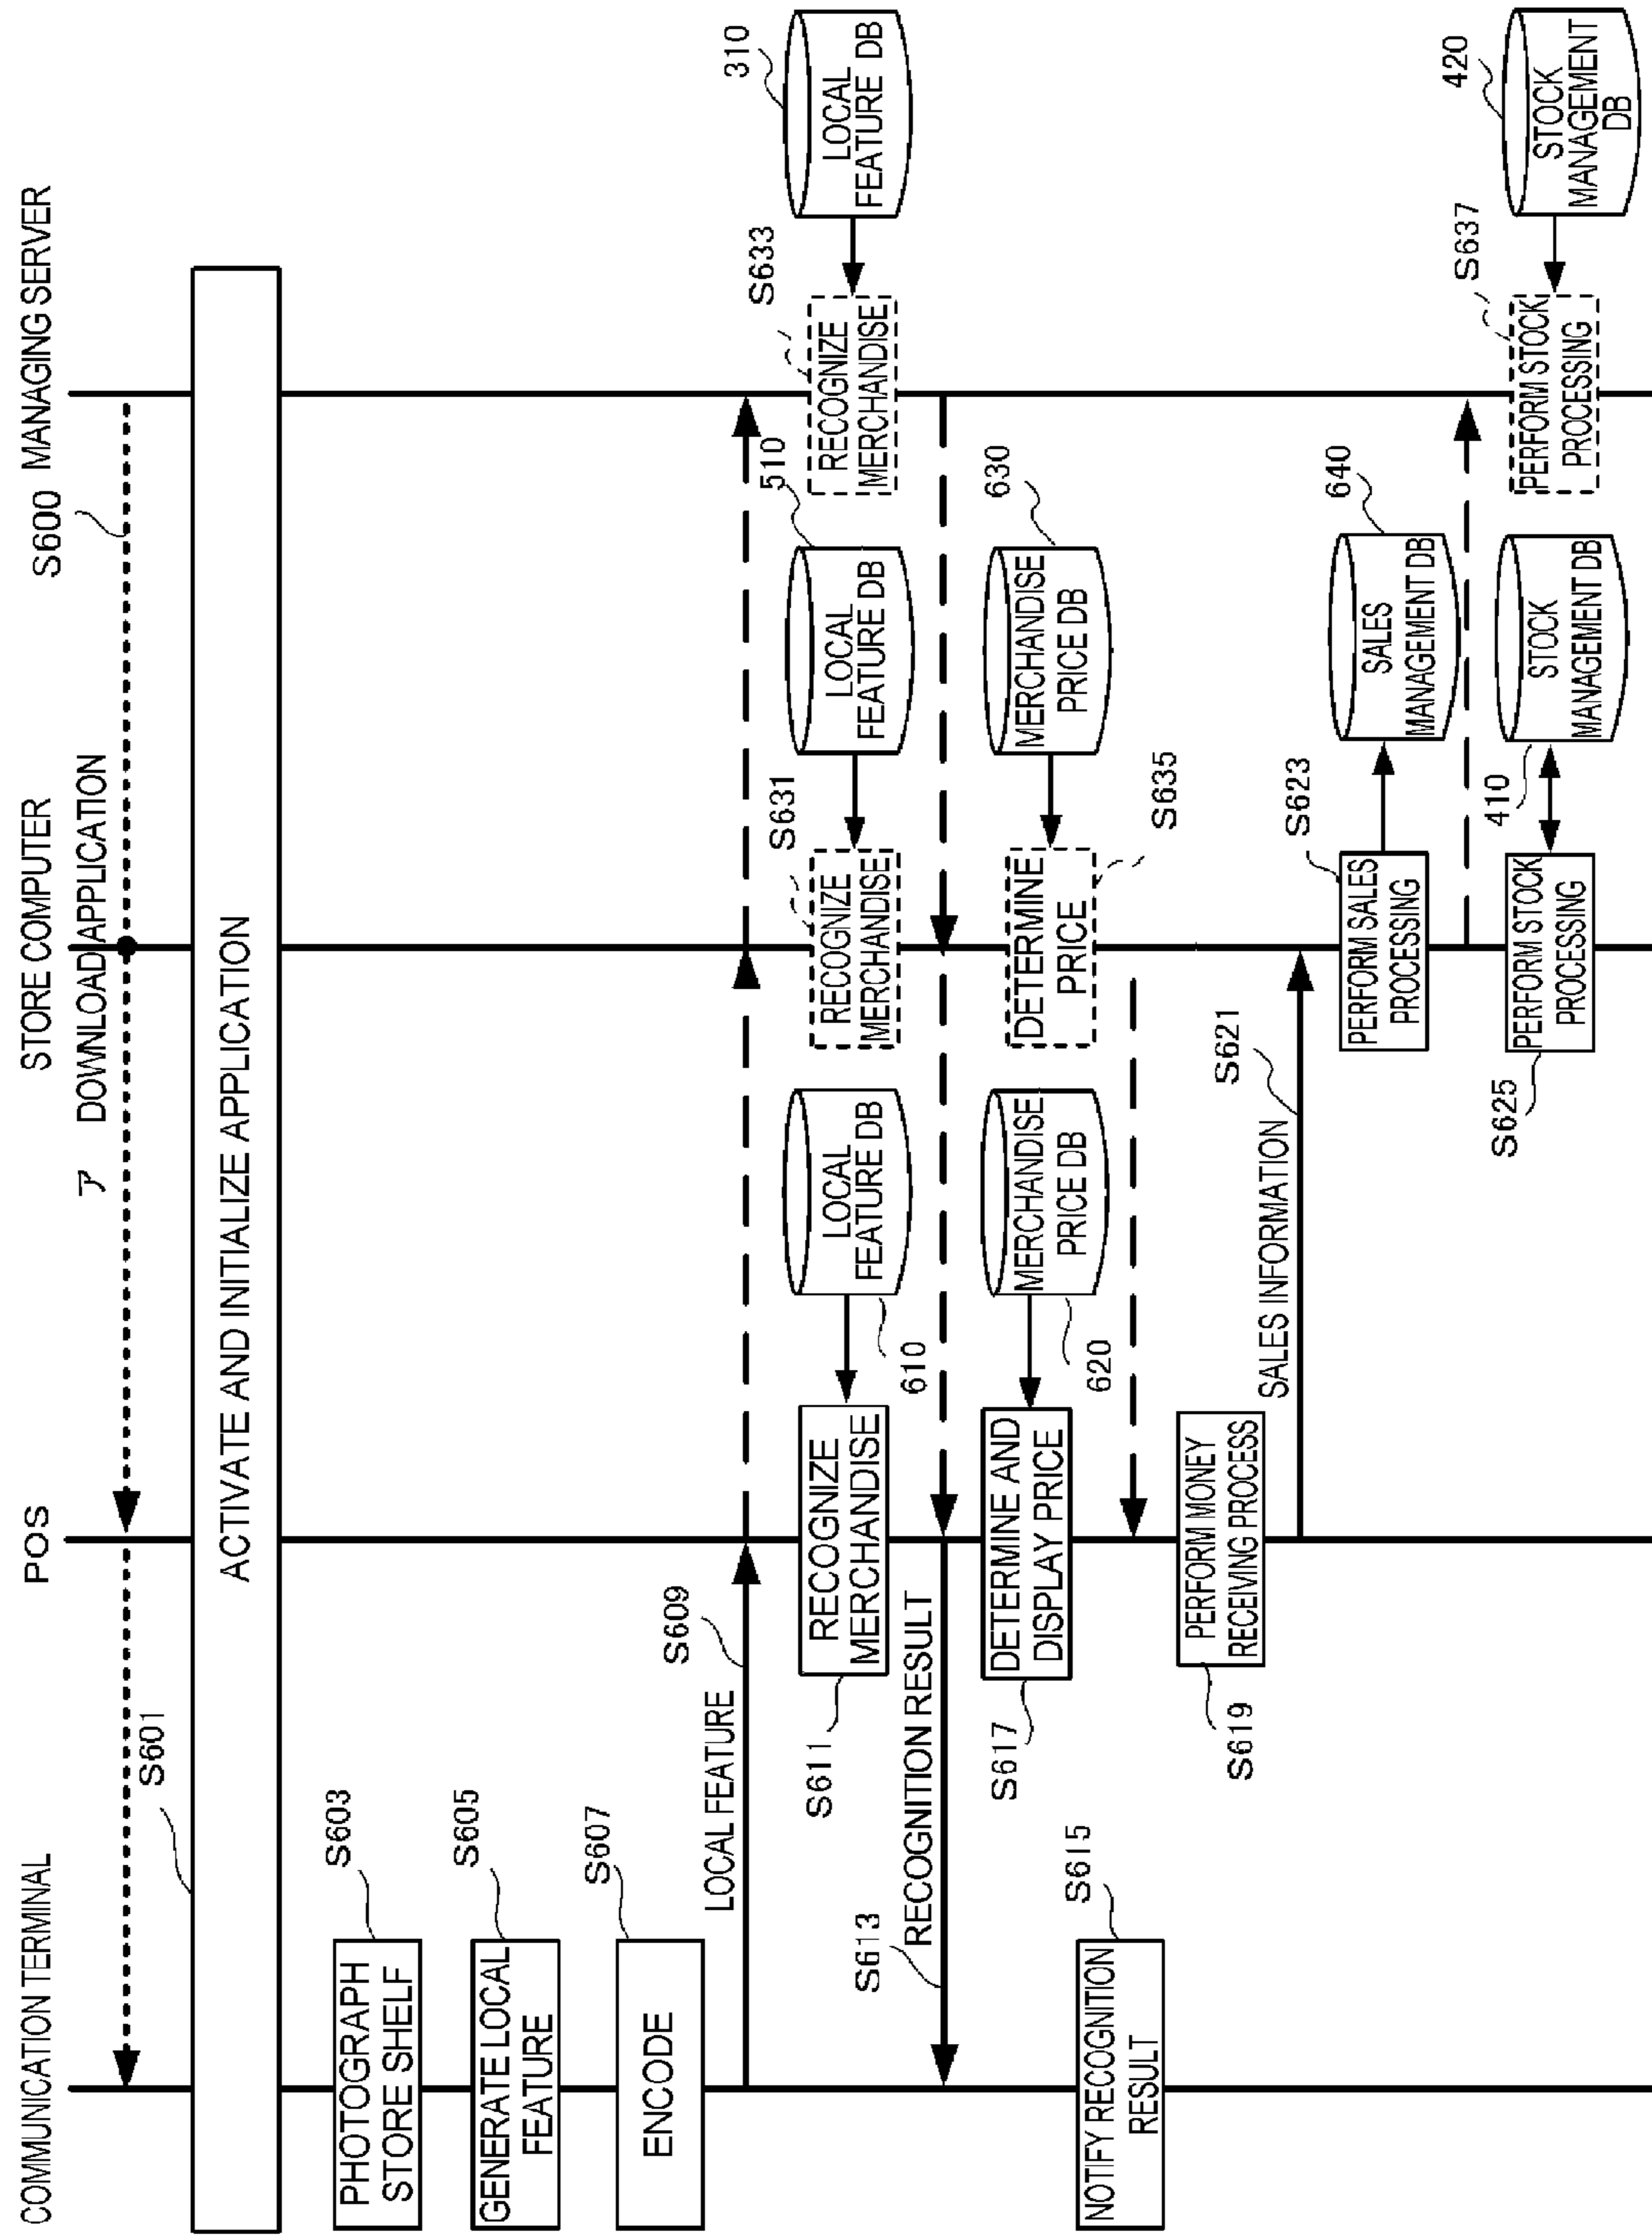 COMMUNICATION TERMINAL
POS
STORE COMPUTER
MANAGING SERVER
S600
ア DOWNLOAD APPLICATION
S601
ACTIVATE AND INITIALIZE APPLICATION
PHOTOGRAPH
STORE SHELF
S603
GENERATE LOCAL
FEATURE
S605
ENCODE
S607
LOCAL FEATURE
S609
RECOGNIZE
MERCHANDISE
S611
LOCAL
FEATURE DB
610
RECOGNIZE
MERCHANDISE
S631
LOCAL
FEATURE DB
510
RECOGNIZE
MERCHANDISE
S633
LOCAL
FEATURE DB
310
S613
RECOGNITION RESULT
NOTIFY RECOGNITION
RESULT
S615
DETERMINE AND
DISPLAY PRICE
S617
MERCHANDISE
PRICE DB
620
DETERMINE
PRICE
S635
MERCHANDISE
PRICE DB
630
PERFORM MONEY
RECEIVING PROCESS
S619
SALES INFORMATION
S621
PERFORM SALES
PROCESSING
S623
SALES
MANAGEMENT DB
640
PERFORM STOCK
PROCESSING
S625
STOCK
MANAGEMENT DB
410
PERFORM STOCK
PROCESSING
S637
STOCK
MANAGEMENT
DB
420